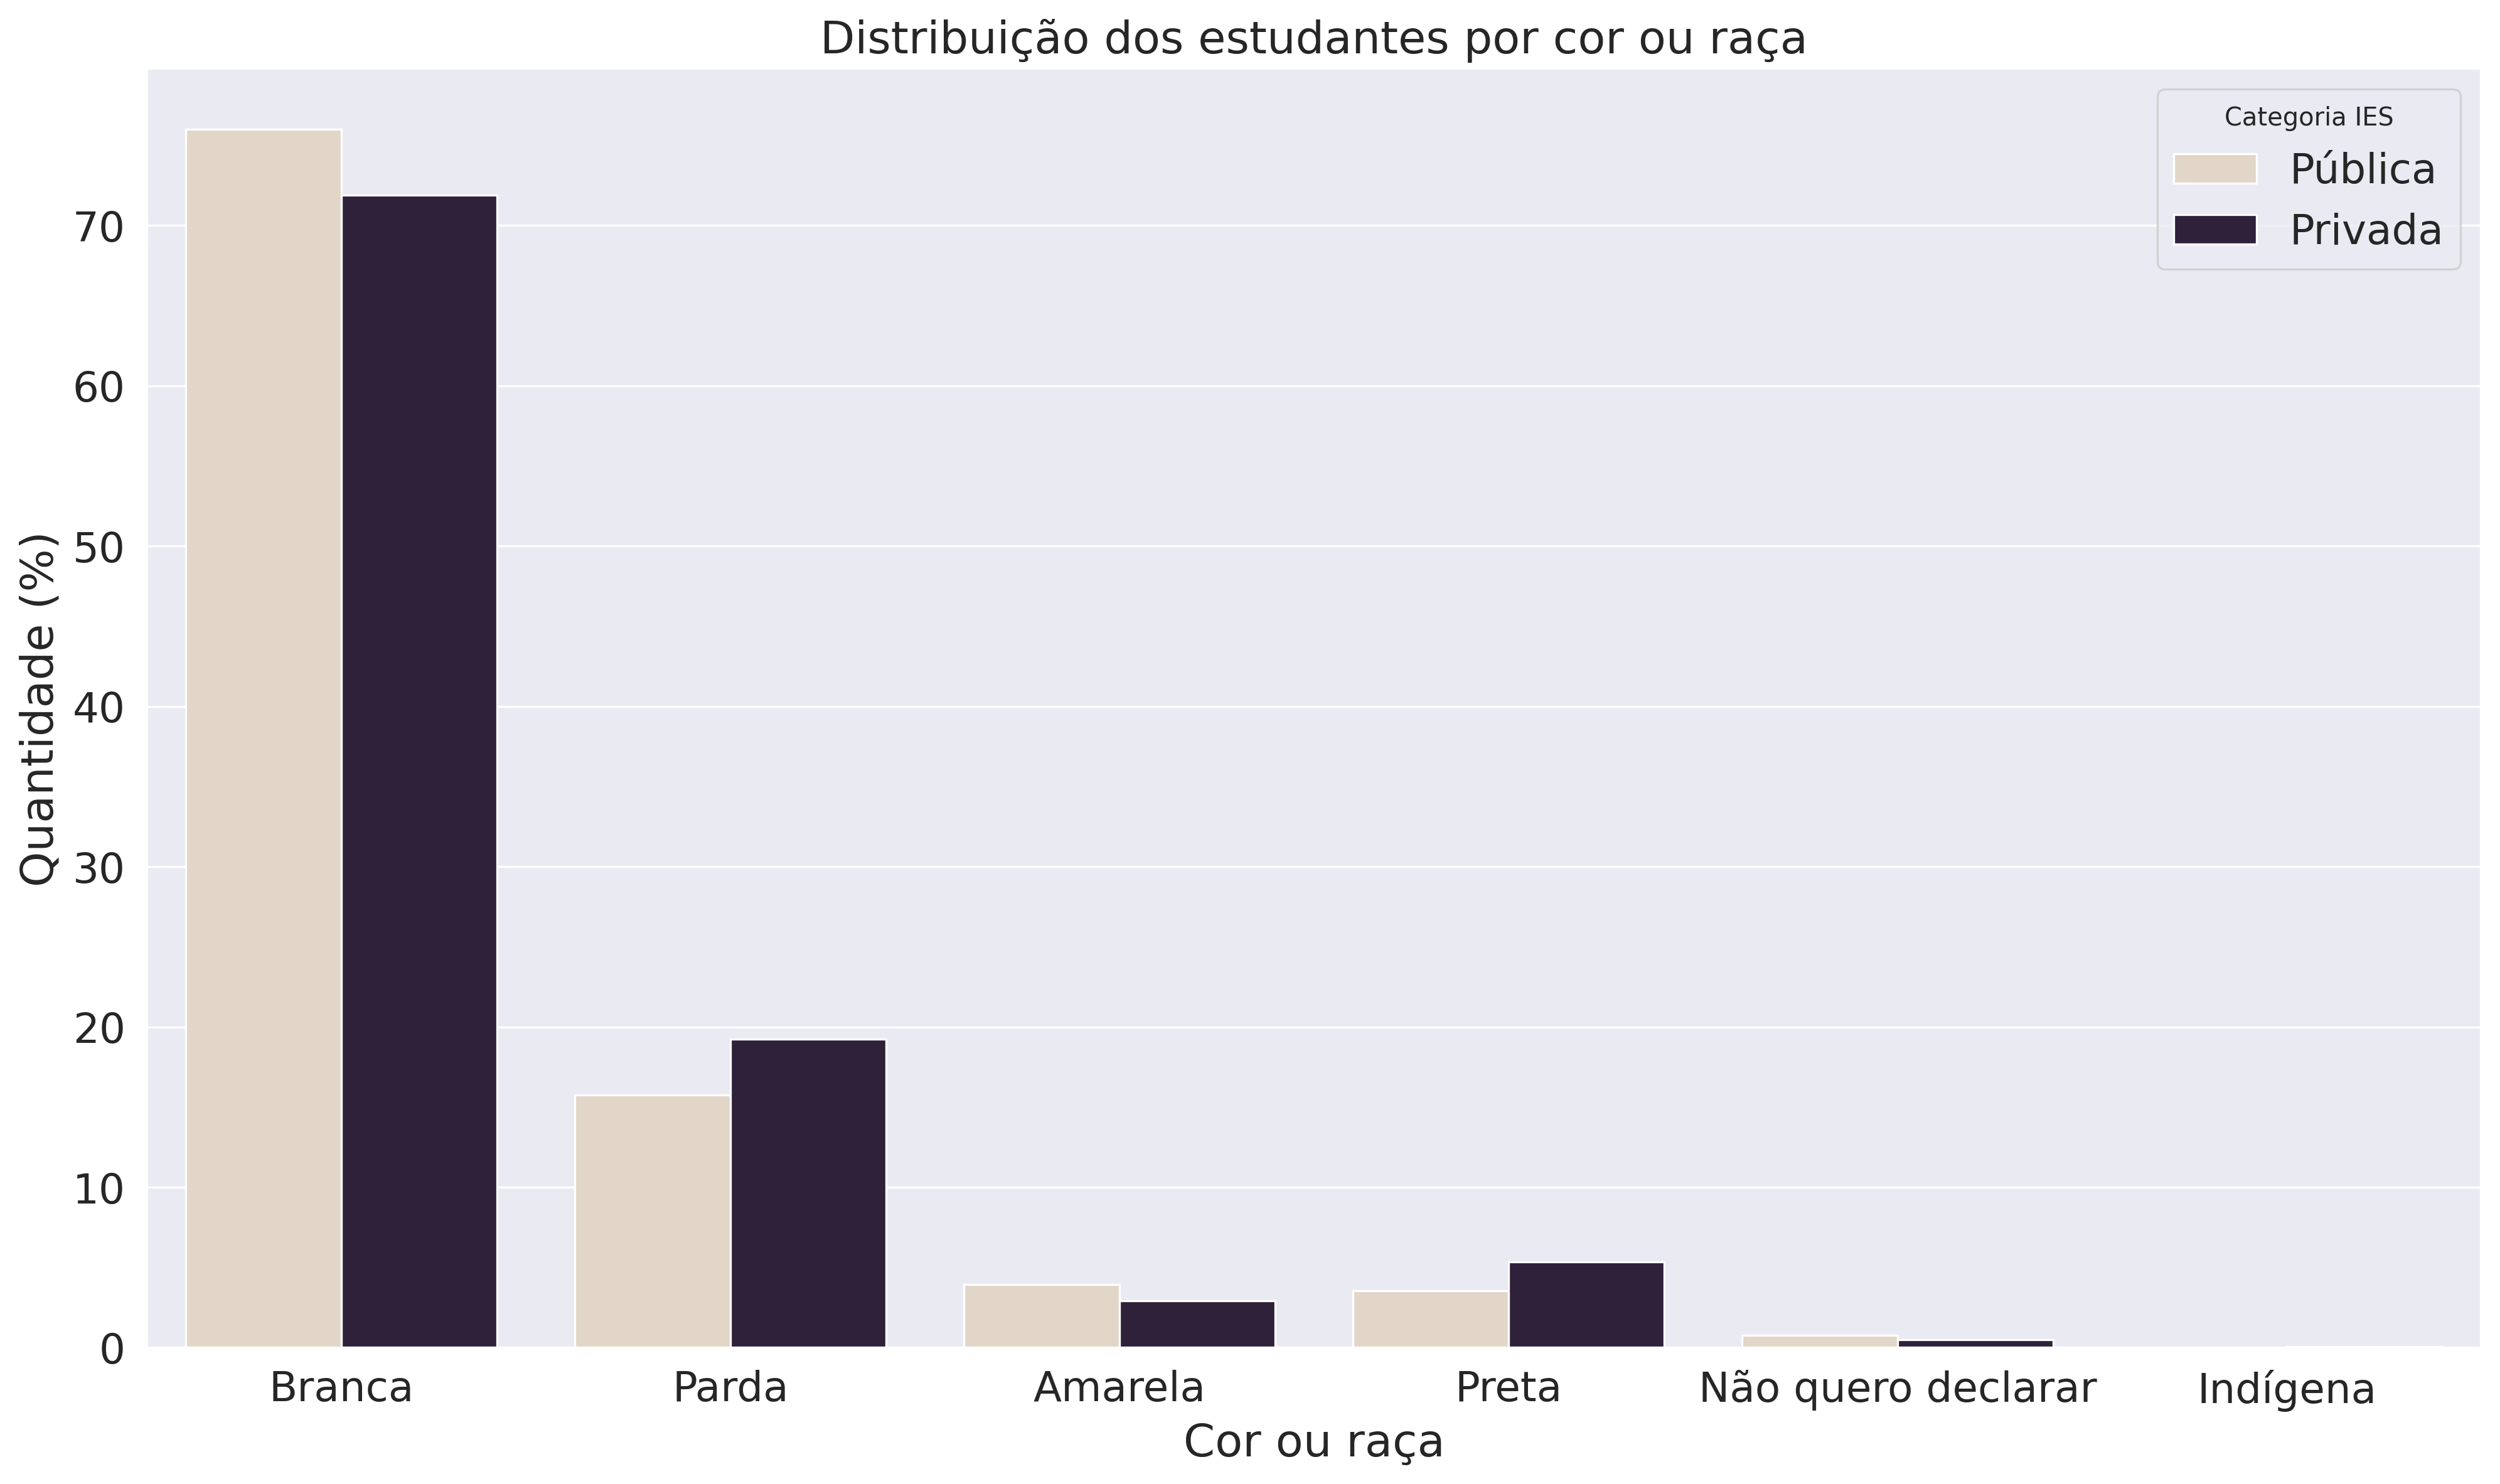 Distribuição dos estudantes por cor ou raça
Categoria IES
Pública
Privada
Quantidade (%)
70
60
50
40
30
20
10
0
Branca
Parda
Amarela
Preta
Não quero declarar
Indígena
Cor ou raça